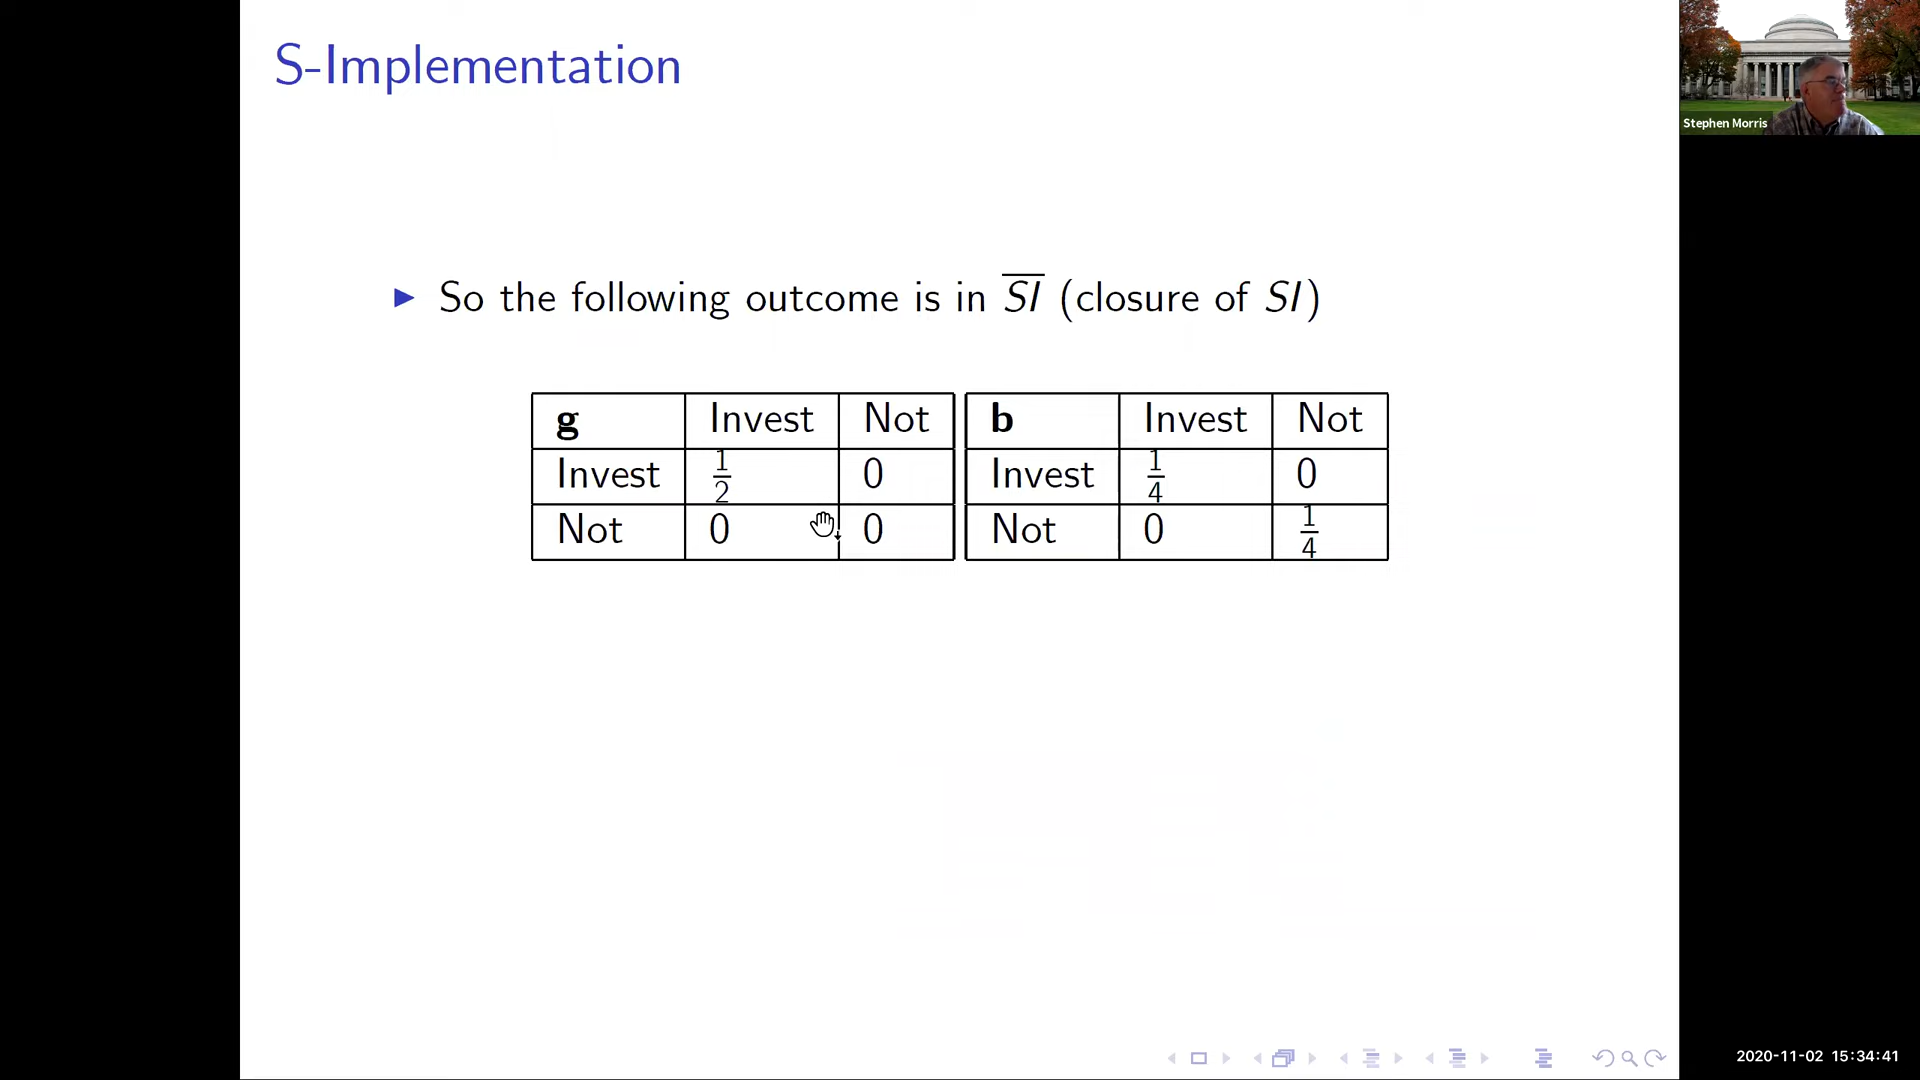 S-Implementation
Stephen Morris
▶ So the following outcome is in \overline{SI} (closure of SI)
g Invest Not b Invest Not
Invest 1/2 0 Invest 1/4 0
Not 0 0 Not 0 1/4
2020-11-02 15:34:41